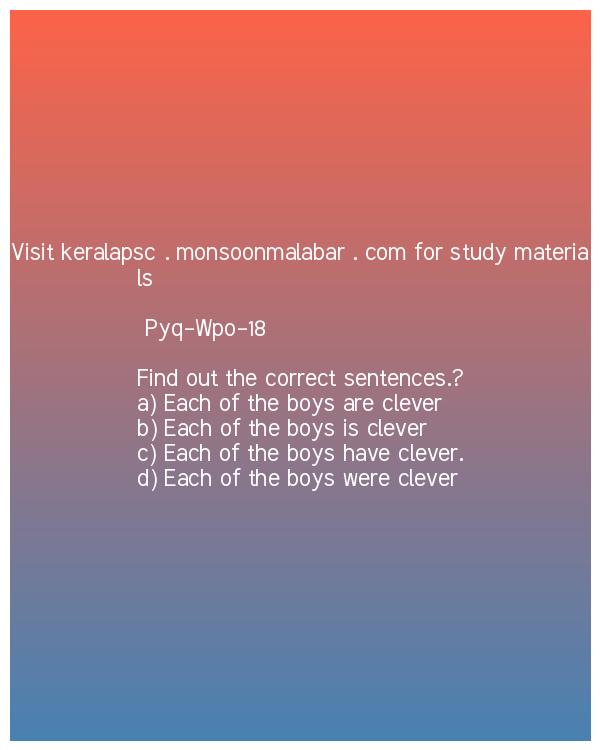 Visit keralapsc . monsoonmalabar . com for study materia
ls
Pyq-Wpo-18
Find out the correct sentences.?
a) Each of the boys are clever
b) Each of the boys is clever
c) Each of the boys have clever.
d) Each of the boys were clever